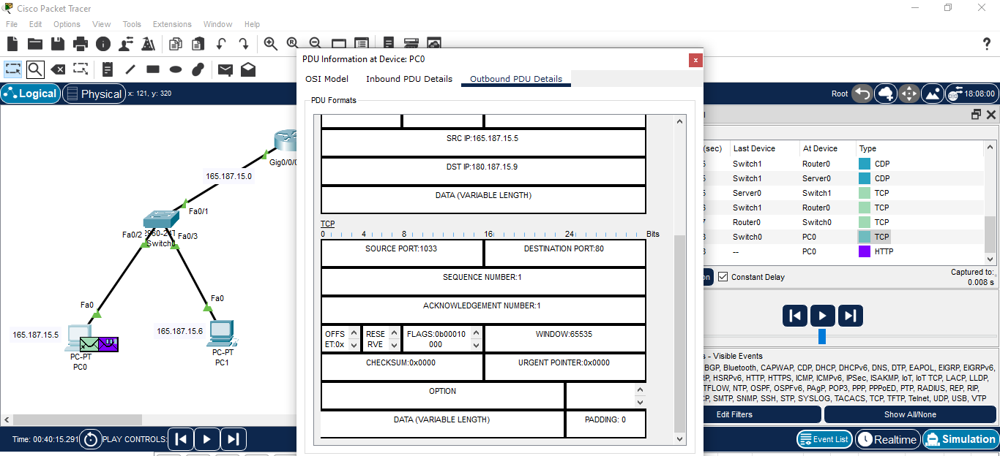 Cisco Packet Tracer
File Edit Options View Tools Extensions Window Help
Logical Physical x: 121, y: 320
Root 18:08:00
PDU Information at Device: PC0
OSI Model Inbound PDU Details Outbound PDU Details
PDU Formats
SRC IP:165.187.15.5
DST IP:180.187.15.9
DATA (VARIABLE LENGTH)
TCP
0 4 8 16 24 Bits
SOURCE PORT:1033 DESTINATION PORT:80
SEQUENCE NUMBER:1
ACKNOWLEDGEMENT NUMBER:1
OFFS
ET:0x
RESE
RVE
FLAGS:0b00010
000
WINDOW:65535
CHECKSUM:0x0000 URGENT POINTER:0x0000
OPTION
DATA (VARIABLE LENGTH) PADDING: 0
Gig0/0/0
165.187.15.0
Fa0/1
Fa0/2 2960-24T Fa0/3
Switch0
Fa0 Fa0
165.187.15.5 165.187.15.6
PC-PT
PC0
PC-PT
PC1
(sec) Last Device At Device Type
Switch1 Router0 CDP
Switch1 Server0 CDP
Server0 Switch1 TCP
Switch1 Router0 TCP
Router0 Switch0 TCP
Switch0 PC0 TCP
-- PC0 HTTP
Constant Delay
Captured to:
0.008 s
s - Visible Events
BGP, Bluetooth, CAPWAP, CDP, DHCP, DHCPv6, DNS, DTP, EAPOL, EIGRP, EIGRPv6,
HSRPv6, HTTP, HTTPS, ICMP, ICMPv6, IPSec, ISAKMP, IoT, IoT TCP, LACP, LLDP,
TFLOW, NTP, OSPF, OSPFv6, PAgP, POP3, PPP, PPPoED, PTP, RADIUS, REP, RIP,
SMTP, SNMP, SSH, STP, SYSLOG, TACACS, TCP, TFTP, Telnet, UDP, USB, VTP
Edit Filters Show All/None
Time: 00:40:15.291 PLAY CONTROLS:
Event List Realtime Simulation